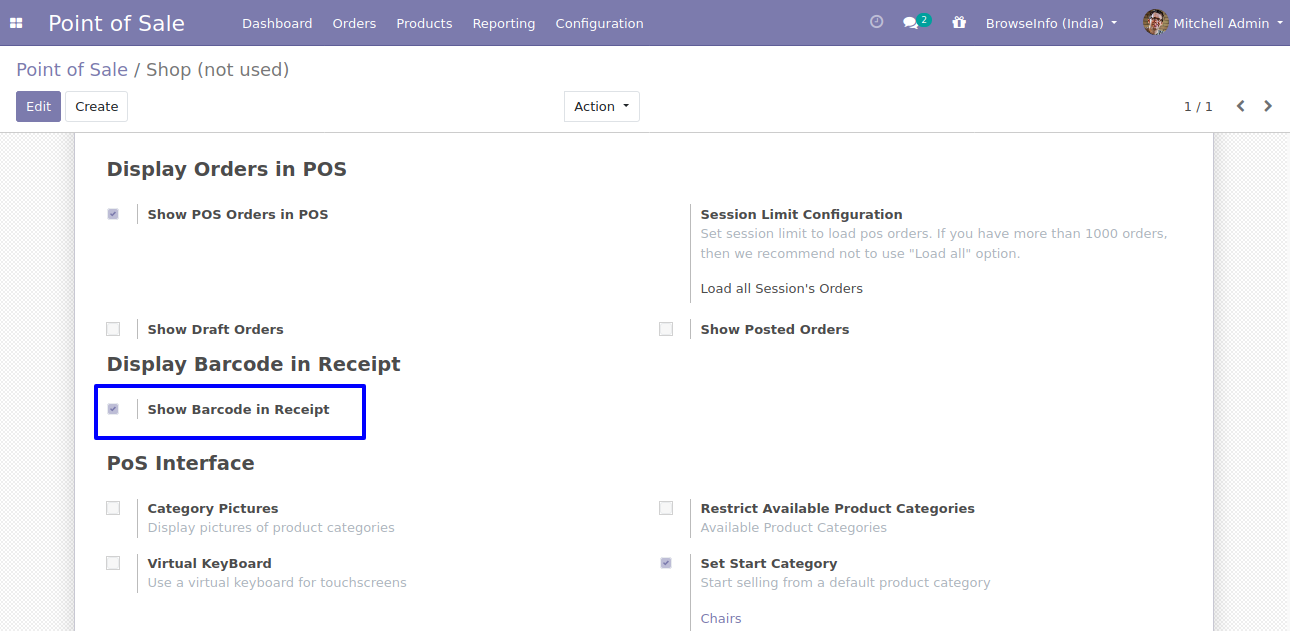 Point of Sale Dashboard Orders Products Reporting Configuration 2 BrowseInfo (India) Mitchell Admin
Point of Sale / Shop (not used)
Edit Create Action 1 / 1
Display Orders in POS
Show POS Orders in POS
Session Limit Configuration
Set session limit to load pos orders. If you have more than 1000 orders,
then we recommend not to use "Load all" option.
Load all Session's Orders
Show Draft Orders
Show Posted Orders
Display Barcode in Receipt
Show Barcode in Receipt
PoS Interface
Category Pictures
Display pictures of product categories
Restrict Available Product Categories
Available Product Categories
Virtual KeyBoard
Use a virtual keyboard for touchscreens
Set Start Category
Start selling from a default product category
Chairs